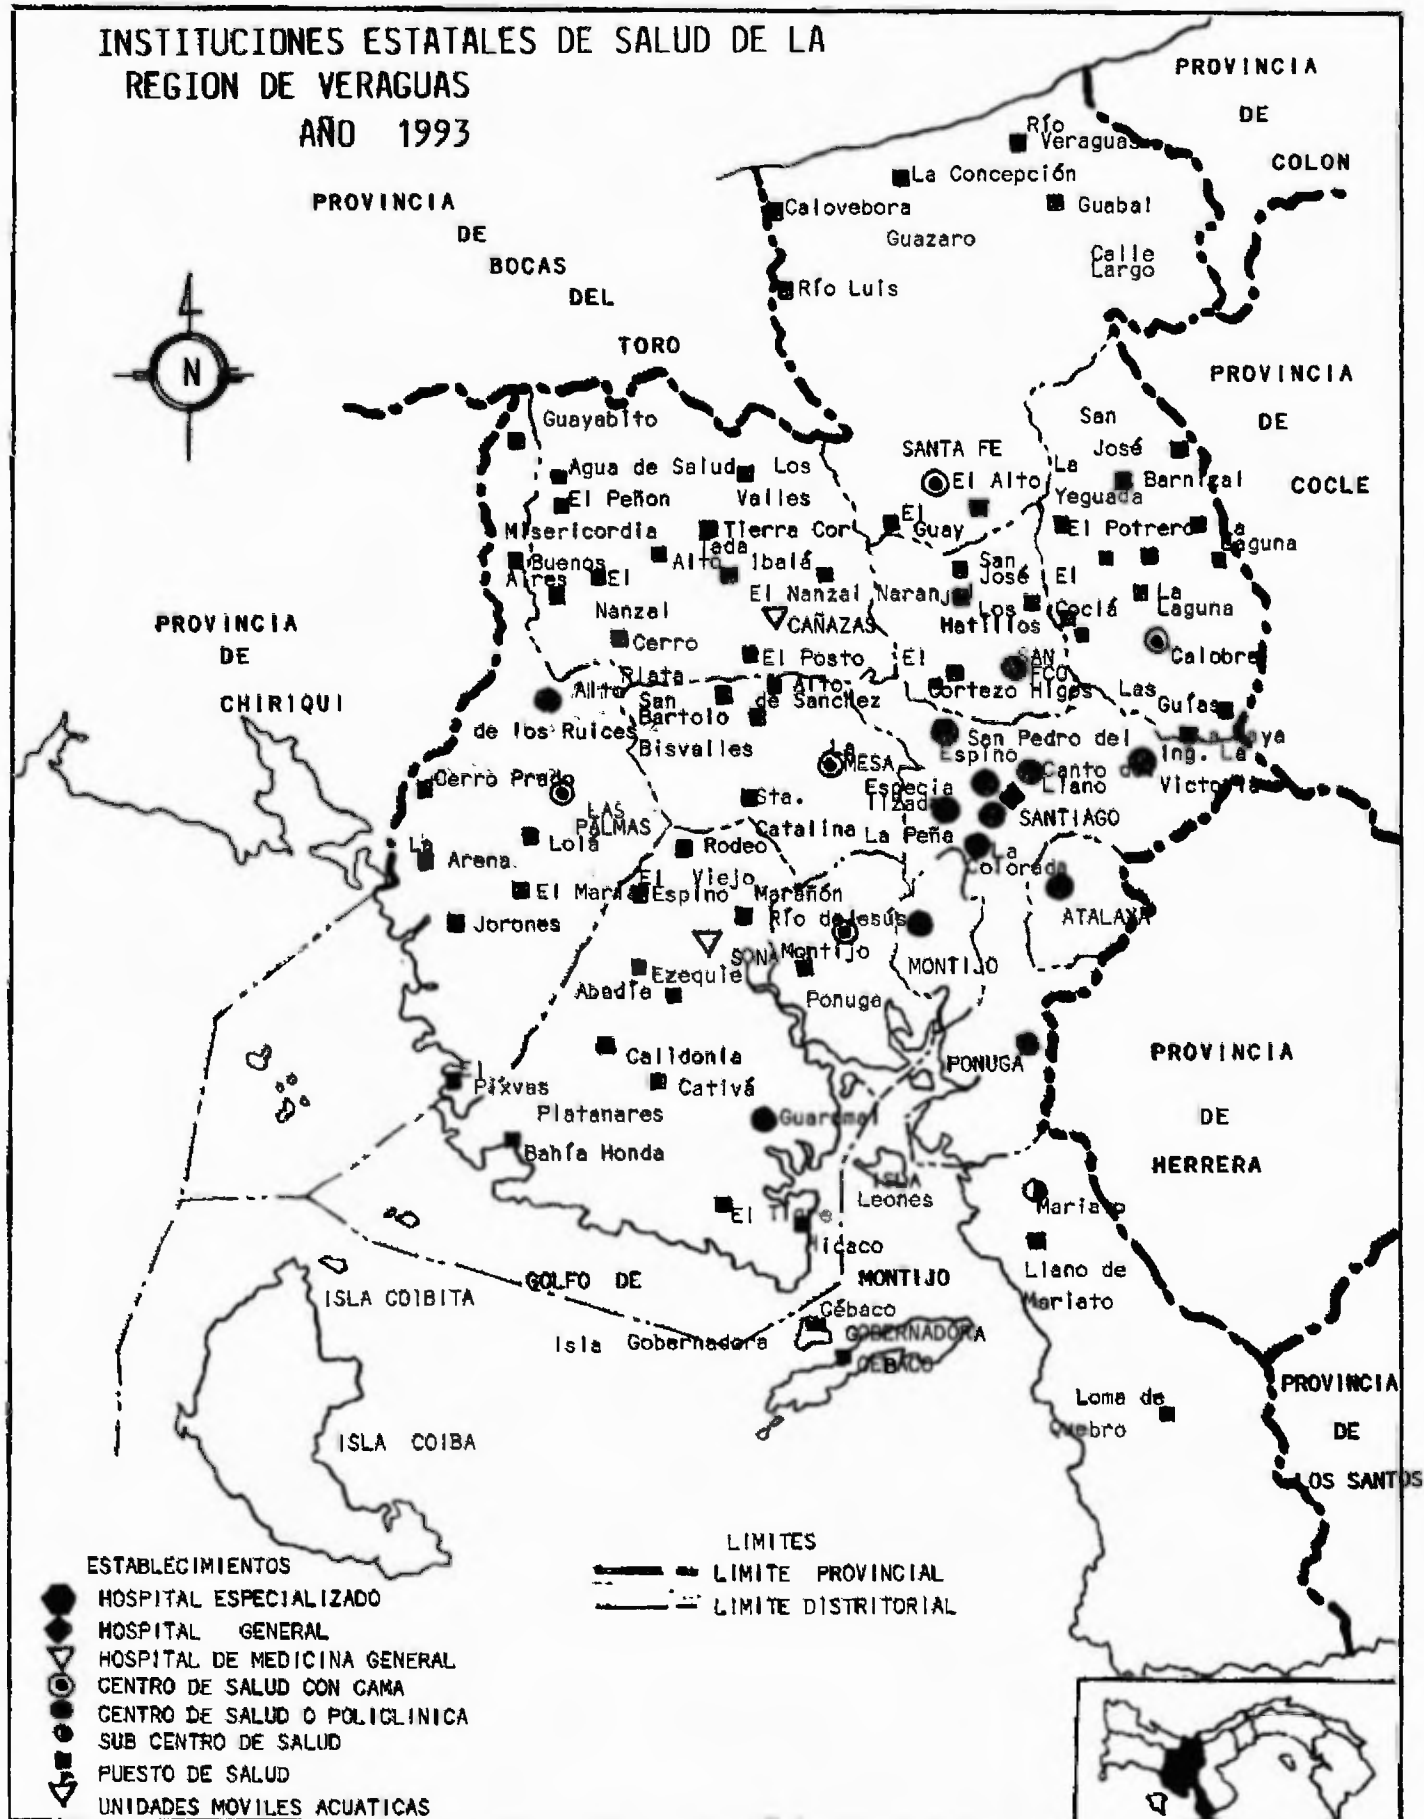 INSTITUCIONES ESTATALES DE SALUD DE LA
REGION DE VERAGUAS
AÑO 1993
PROVINCIA
DE
COLON
PROVINCIA
DE
BOCAS
DEL
TORO
Río
Veraguas
La Concepción
Calovebora
Guabal
Guazaro
Calle
Largo
Río Luis
N
PROVINCIA
DE
COCLE
Guayabito
Agua de Salud
Los
Valles
El Peñon
Misericordia
Tierra Cor
tada
Buenos
Aires
El
Nanzal
Alto
Ibalá
El Nanzal
CAÑAZAS
Cerro
Plata
El Posto
SANTA FE
El Alto
El
Guay
San
José
La
Yeguada
Barnizal
El Potrero
La
Laguna
San
José
El
Coclá
La
Laguna
Naranjal
Los
Hatillos
Calobre
El
Cortezo
Higos
SAN
FCO
Las
Guías
PROVINCIA
DE
CHIRIQUI
Alto
de los Ruices
San
Bartolo
Alto
de Sanchez
Bisvalles
La
MESA
San Pedro del
Espino
Ing. La
Victoria
Canto del
Llano
Especia
lizado
SANTIAGO
Cerro Prado
LAS
PALMAS
Sta.
Catalina
La Peña
La
Colorada
La
Arena
Lolá
Rodeo
Viejo
El
Espino
Marañón
El María
Jorones
Río de Jesús
ATALAYA
SONA
Montijo
MONTIJO
Ezequie
Abadía
Ponuga
Calidonia
Cativá
PONUGA
El
Pixvas
Platanares
Guarumal
Bahía Honda
PROVINCIA
DE
HERRERA
ISLA
Leones
Mariato
El Tigre
Hicaco
Llano de
Mariato
GOLFO DE
MONTIJO
ISLA COIBITA
Cébaco
Isla Gobernadora
GOBERNADORA
CEBACO
ISLA COIBA
Loma de
Quebro
PROVINCIA
DE
LOS SANTOS
ESTABLECIMIENTOS
HOSPITAL ESPECIALIZADO
HOSPITAL GENERAL
HOSPITAL DE MEDICINA GENERAL
CENTRO DE SALUD CON CAMA
CENTRO DE SALUD O POLICLINICA
SUB CENTRO DE SALUD
PUESTO DE SALUD
UNIDADES MOVILES ACUATICAS
LIMITES
LIMITE PROVINCIAL
LIMITE DISTRITORIAL